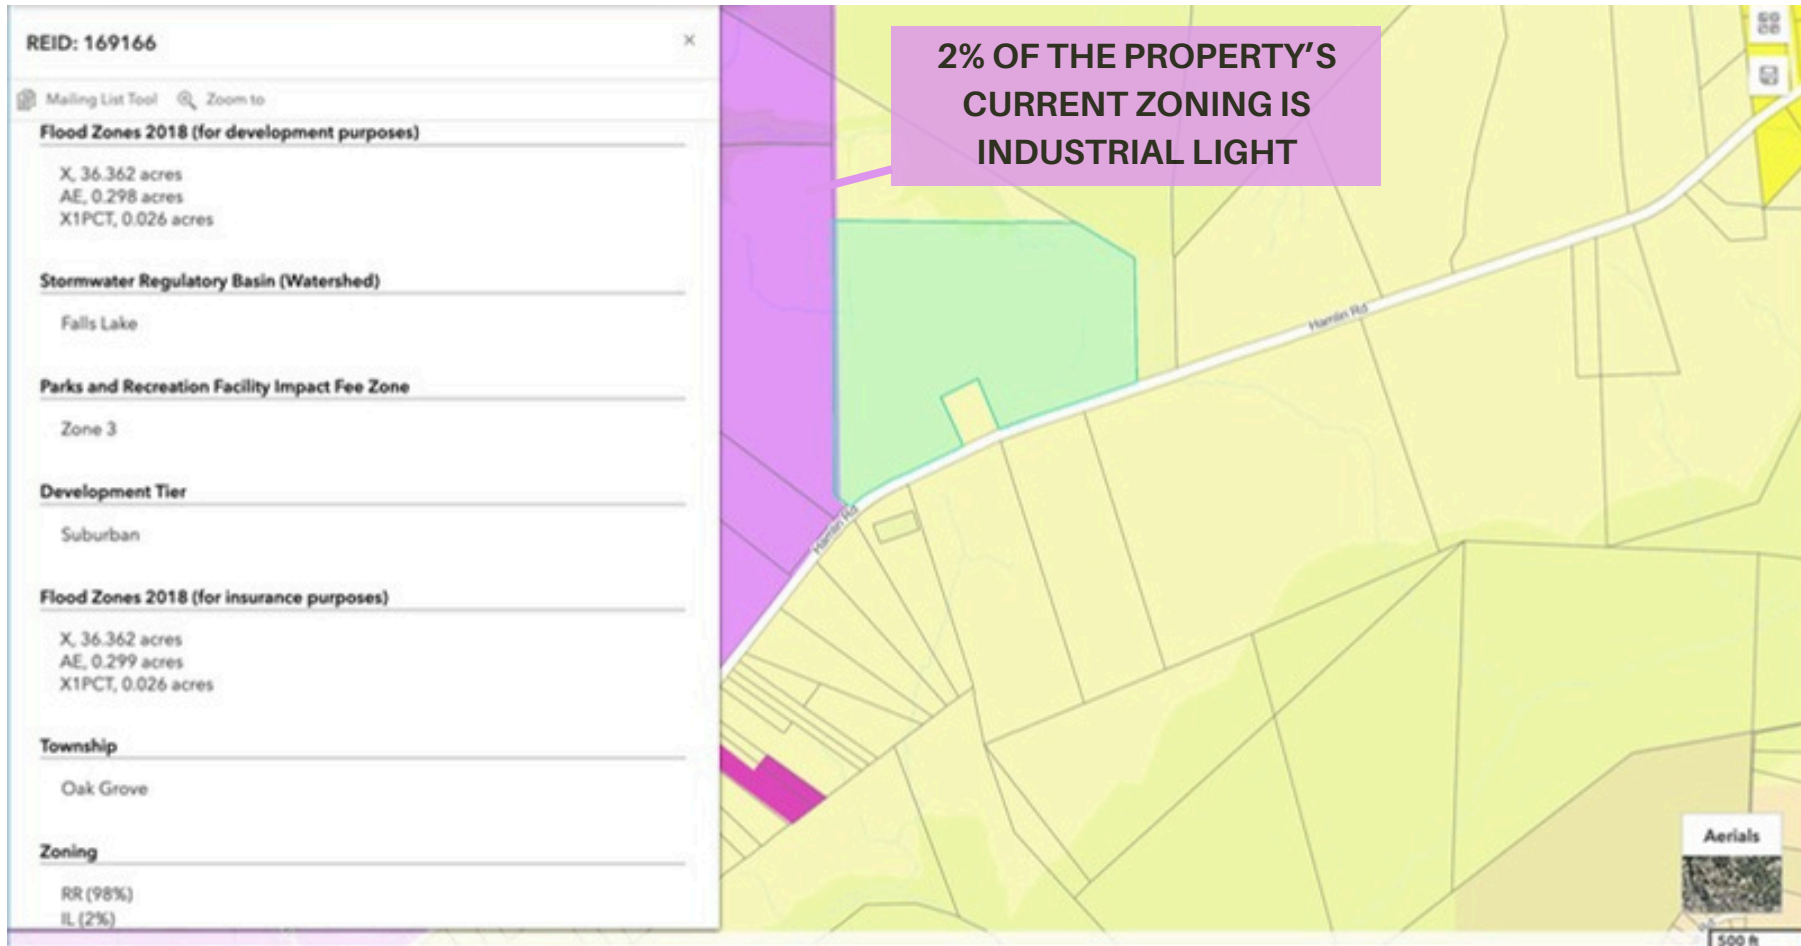 REID: 169166
Mailing List Tool
Zoom to
Flood Zones 2018 (for development purposes)
X, 36.362 acres
AE, 0.298 acres
X1PCT, 0.026 acres
Stormwater Regulatory Basin (Watershed)
Falls Lake
Parks and Recreation Facility Impact Fee Zone
Zone 3
Development Tier
Suburban
Flood Zones 2018 (for insurance purposes)
X, 36.362 acres
AE, 0.299 acres
X1PCT, 0.026 acres
Township
Oak Grove
Zoning
RR (98%)
IL (2%)
2% OF THE PROPERTY'S
CURRENT ZONING IS
INDUSTRIAL LIGHT
Hamlin Rd
Hamlin Rd
Aerials
500 ft